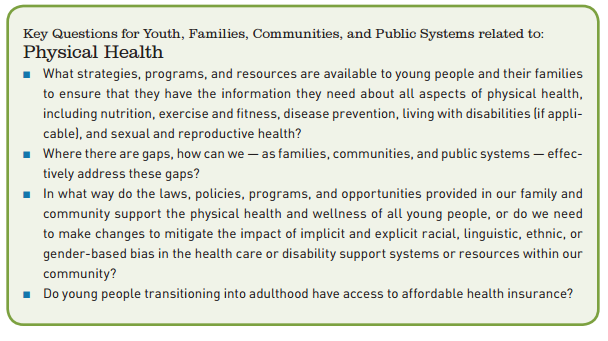 Key Questions for Youth, Families, Communities, and Public Systems related to:
Physical Health
■ What strategies, programs, and resources are available to young people and their families
to ensure that they have the information they need about all aspects of physical health,
including nutrition, exercise and fitness, disease prevention, living with disabilities (if appli-
cable), and sexual and reproductive health?
■ Where there are gaps, how can we — as families, communities, and public systems — effec-
tively address these gaps?
■ In what way do the laws, policies, programs, and opportunities provided in our family and
community support the physical health and wellness of all young people, or do we need
to make changes to mitigate the impact of implicit and explicit racial, linguistic, ethnic, or
gender-based bias in the health care or disability support systems or resources within our
community?
■ Do young people transitioning into adulthood have access to affordable health insurance?